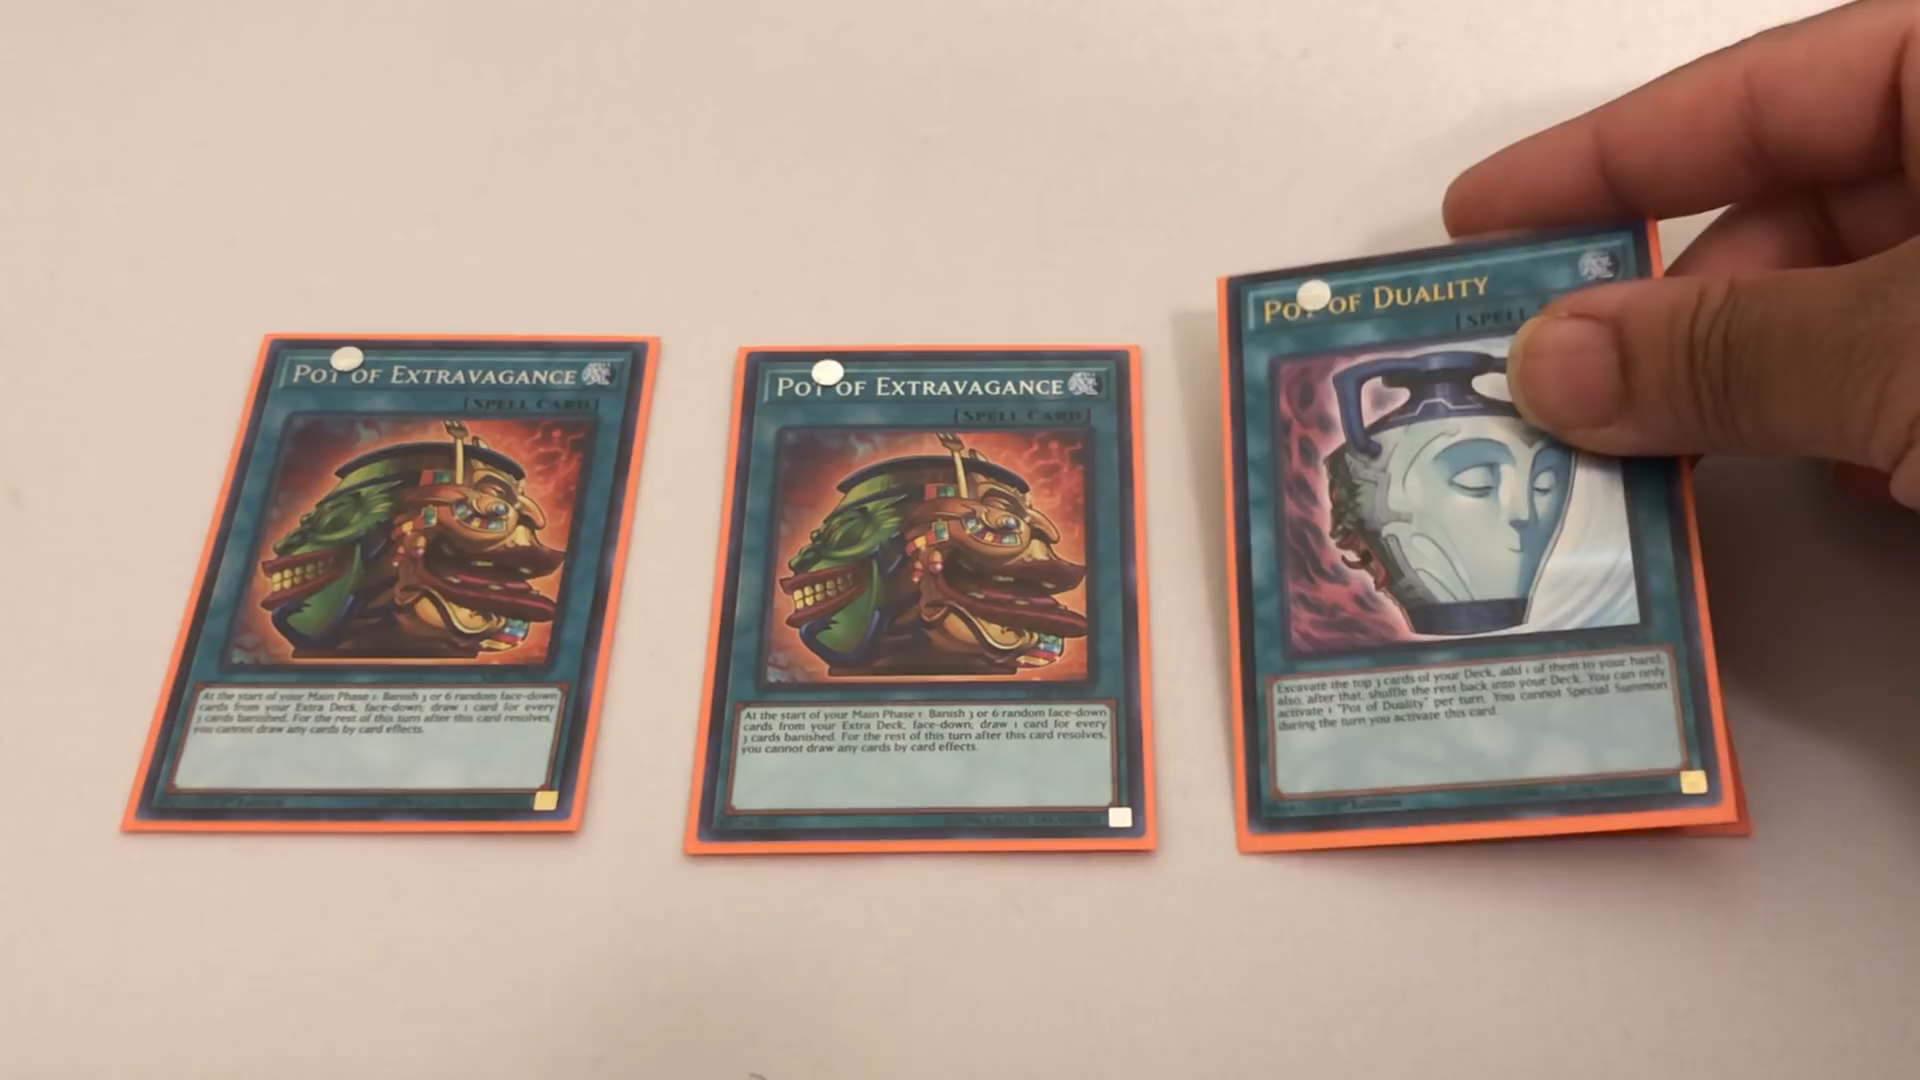 POT OF EXTRAVAGANCE
[SPELL CARD]
At the start of your Main Phase 1: Banish 3 or 6 random face-down
cards from your Extra Deck, face-down; draw 1 card for every
3 cards banished. For the rest of this turn after this card resolves,
you cannot draw any cards by card effects.
POT OF EXTRAVAGANCE
[SPELL CARD]
At the start of your Main Phase 1: Banish 3 or 6 random face-down
cards from your Extra Deck, face-down; draw 1 card for every
3 cards banished. For the rest of this turn after this card resolves,
you cannot draw any cards by card effects.
POT OF DUALITY
[SPELL
Excavate the top 3 cards of your Deck, add 1 of them to your hand,
also, after that, shuffle the rest back into your Deck. You can only
activate 1 "Pot of Duality" per turn. You cannot Special Summon
during the turn you activate this card.